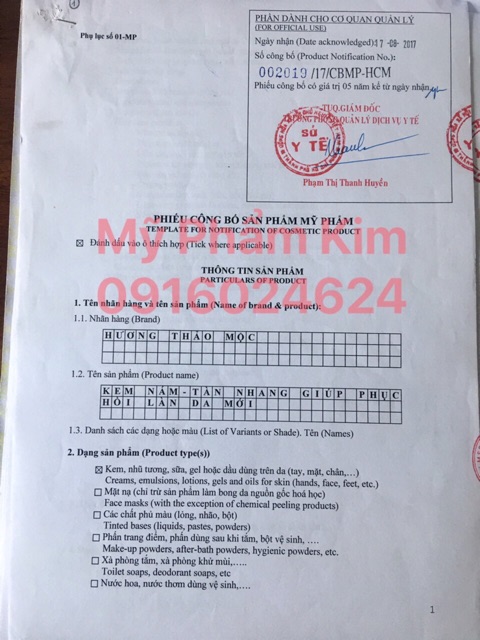 Phụ lục số 01-MP
PHẦN DÀNH CHO CƠ QUAN QUẢN LÝ
(FOR OFFICIAL USE)
Ngày nhận (Date acknowledged): 17 -08- 2017
Số công bố (Product Notification No.):
002019 /17/CBMP-HCM
Phiếu công bố có giá trị 05 năm kể từ ngày nhận
TUQ.GIÁM ĐỐC
PHÒNG QUẢN LÝ DỊCH VỤ Y TẾ
SỞ
Y TẾ
Phạm Thị Thanh Huyền
PHIẾU CÔNG BỐ SẢN PHẨM MỸ PHẨM
TEMPLATE FOR NOTIFICATION OF COSMETIC PRODUCT
Mỹ Phẩm Kim
☒ Đánh dấu vào ô thích hợp (Tick where applicable)
THÔNG TIN SẢN PHẨM
PARTICULARS OF PRODUCT
0916024624
1. Tên nhãn hàng và tên sản phẩm (Name of brand & product):
1.1. Nhãn hàng (Brand)
HƯƠNG THẢO MỘC
1.2. Tên sản phẩm (Product name)
KEM NÁM-TÀN NHANG GIÚP PHỤC
HỒI LÀN DA MỚI
1.3. Danh sách các dạng hoặc màu (List of Variants or Shade). Tên (Names)
2. Dạng sản phẩm (Product type(s))
☒ Kem, nhũ tương, sữa, gel hoặc dầu dùng trên da (tay, mặt, chân,…)
Creams, emulsions, lotions, gels and oils for skin (hands, face, feet, etc.)
☐ Mặt nạ (chỉ trừ sản phẩm làm bong da nguồn gốc hoá học)
Face masks (with the exception of chemical peeling products)
☐ Các chất phủ màu (lỏng, nhão, bột)
Tinted bases (liquids, pastes, powders)
☐ Phấn trang điểm, phấn dùng sau khi tắm, bột vệ sinh, ….
Make-up powders, after-bath powders, hygienic powders, etc.
☐ Xà phòng tắm, xà phòng khử mùi,…..
Toilet soaps, deodorant soaps, etc
☐ Nước hoa, nước thơm dùng vệ sinh,….
1